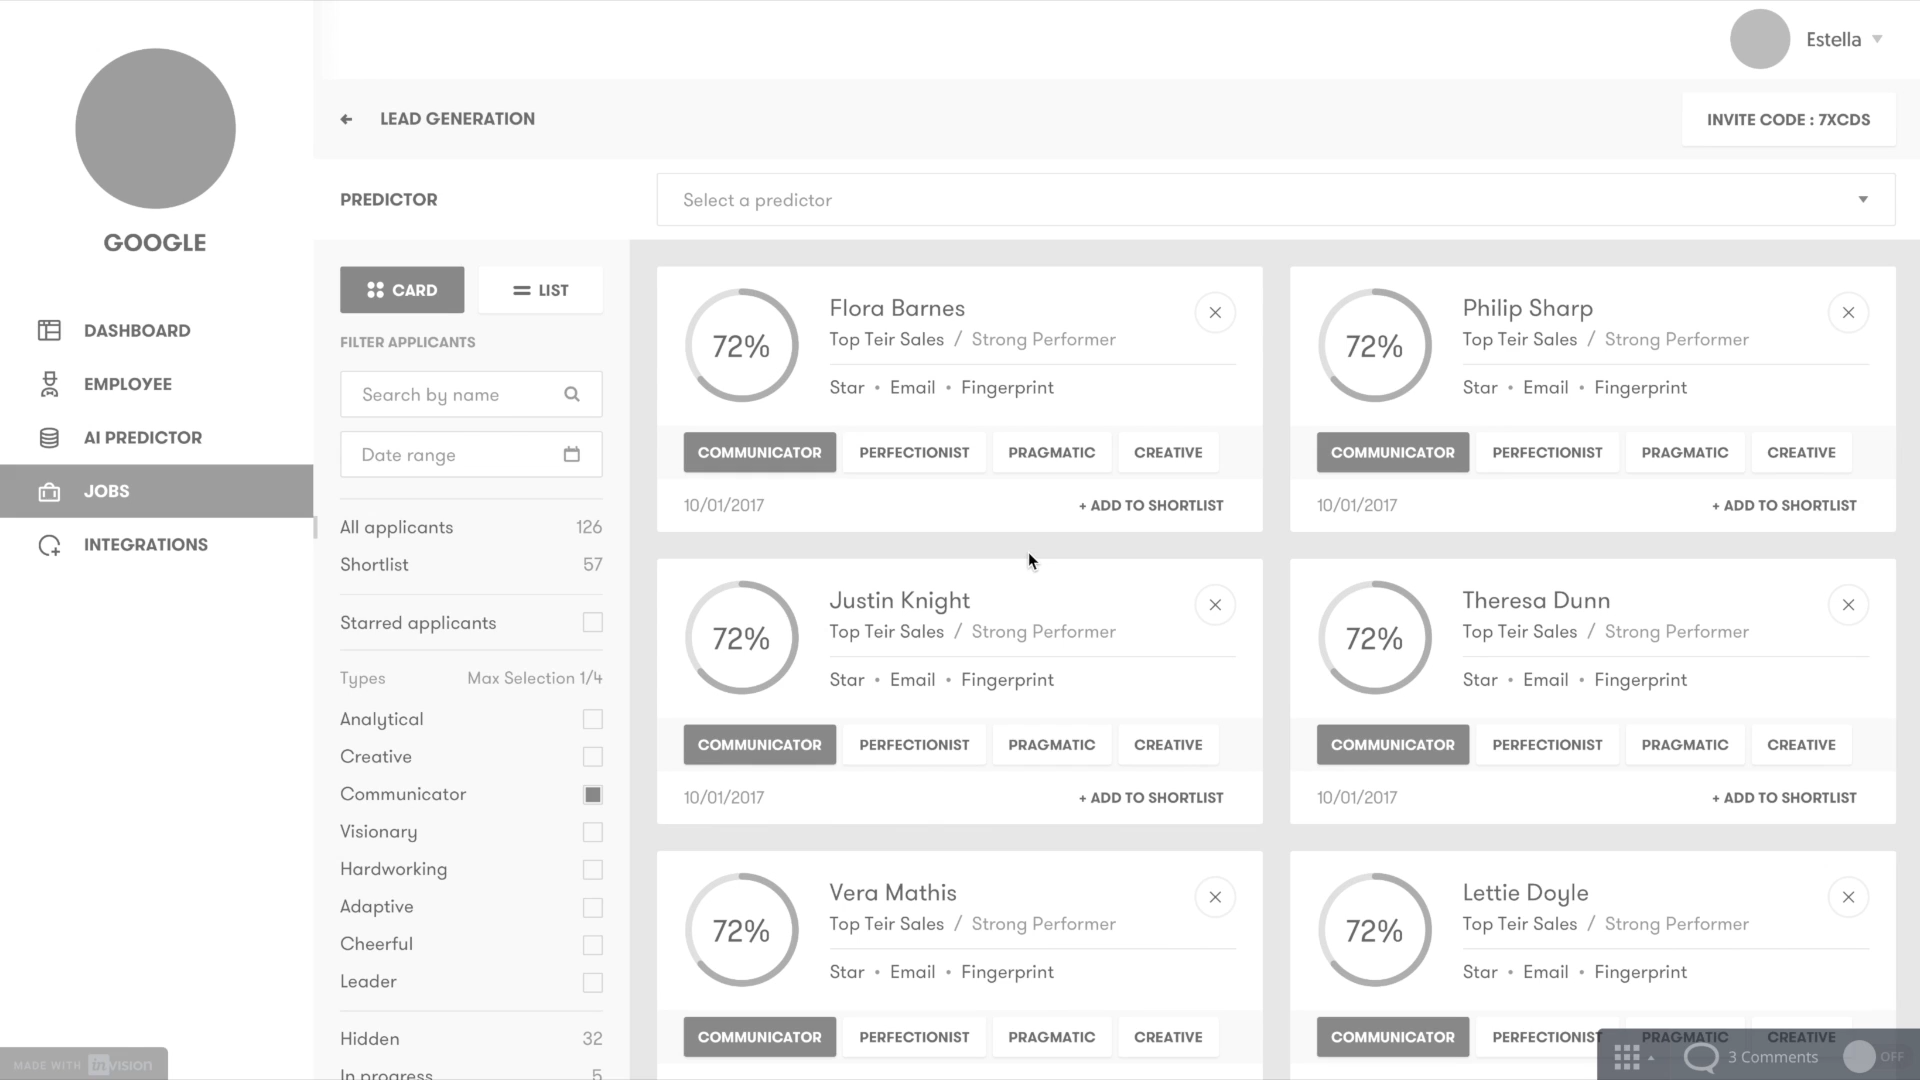 Estella
LEAD GENERATION
INVITE CODE : 7XCDS
PREDICTOR
Select a predictor
GOOGLE
DASHBOARD
EMPLOYEE
AI PREDICTOR
JOBS
INTEGRATIONS
CARD
LIST
FILTER APPLICANTS
Search by name
Date range
All applicants 126
Shortlist 57
Starred applicants
Types Max Selection 1/4
Analytical
Creative
Communicator
Visionary
Hardworking
Adaptive
Cheerful
Leader
Hidden 32
In progress 5
72%
Flora Barnes
Top Teir Sales / Strong Performer
Star • Email • Fingerprint
COMMUNICATOR PERFECTIONIST PRAGMATIC CREATIVE
10/01/2017 + ADD TO SHORTLIST
72%
Philip Sharp
Top Teir Sales / Strong Performer
Star • Email • Fingerprint
COMMUNICATOR PERFECTIONIST PRAGMATIC CREATIVE
10/01/2017 + ADD TO SHORTLIST
72%
Justin Knight
Top Teir Sales / Strong Performer
Star • Email • Fingerprint
COMMUNICATOR PERFECTIONIST PRAGMATIC CREATIVE
10/01/2017 + ADD TO SHORTLIST
72%
Theresa Dunn
Top Teir Sales / Strong Performer
Star • Email • Fingerprint
COMMUNICATOR PERFECTIONIST PRAGMATIC CREATIVE
10/01/2017 + ADD TO SHORTLIST
72%
Vera Mathis
Top Teir Sales / Strong Performer
Star • Email • Fingerprint
COMMUNICATOR PERFECTIONIST PRAGMATIC CREATIVE
72%
Lettie Doyle
Top Teir Sales / Strong Performer
Star • Email • Fingerprint
COMMUNICATOR PERFECTIONIST PRAGMATIC CREATIVE
MADE WITH inVISION
3 Comments OFF